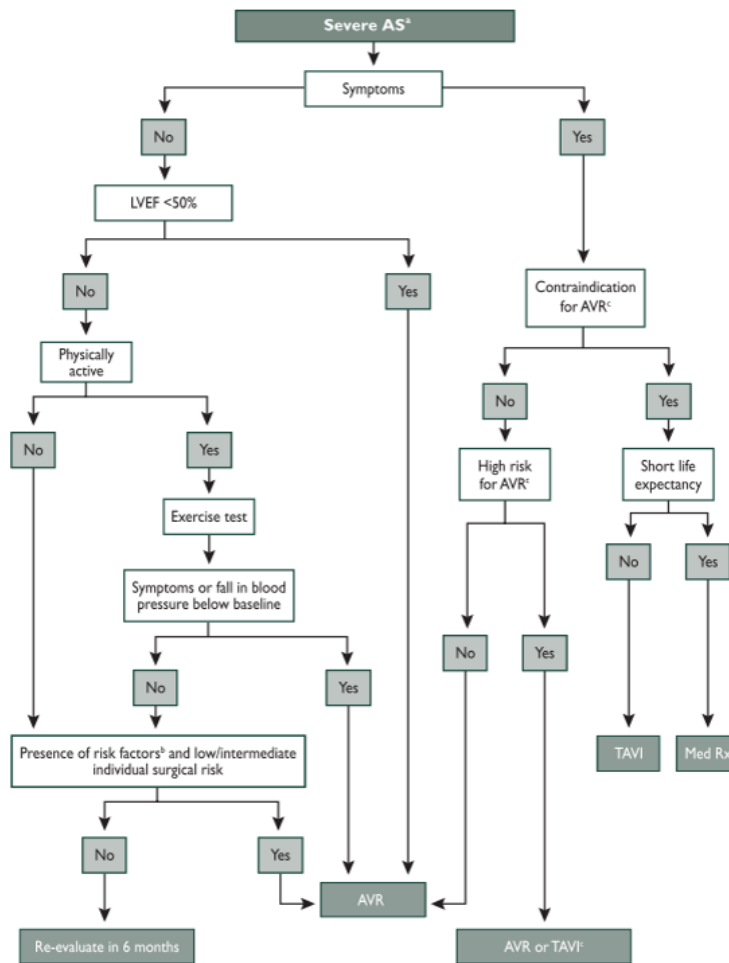 Severe ASᵃ
Symptoms
No
Yes
LVEF <50%
No
Yes
Contraindication
for AVRᶜ
Physically
active
No
Yes
No
Yes
High risk
for AVRᶜ
Short life
expectancy
Exercise test
No
Yes
Symptoms or fall in blood
pressure below baseline
No
Yes
No
Yes
TAVI
Med Rx
Presence of risk factorsᵇ and low/intermediate
individual surgical risk
No
Yes
AVR
Re-evaluate in 6 months
AVR or TAVIᶜ